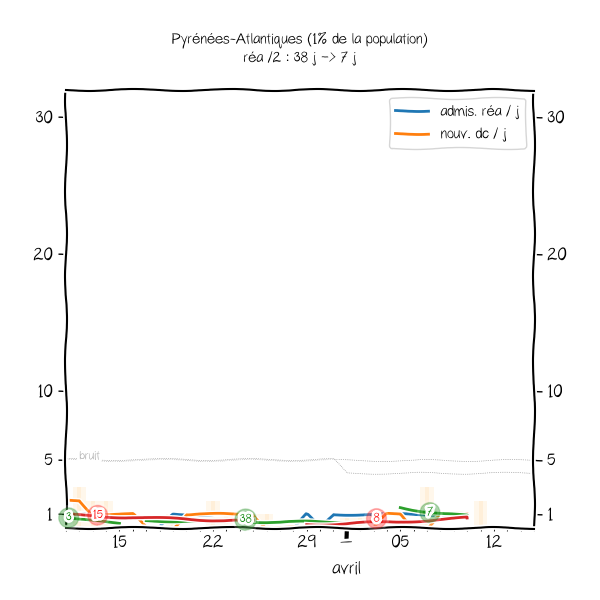 Pyrénées-Atlantiques (1% de la population)
réa /2 : 38 j -> 7 j
admis. réa / j
nouv. dc / j
30 30
20 20
10 10
5 bruit 5
1 3 15 38 8 7 1
15 22 29 1 05 12
avril